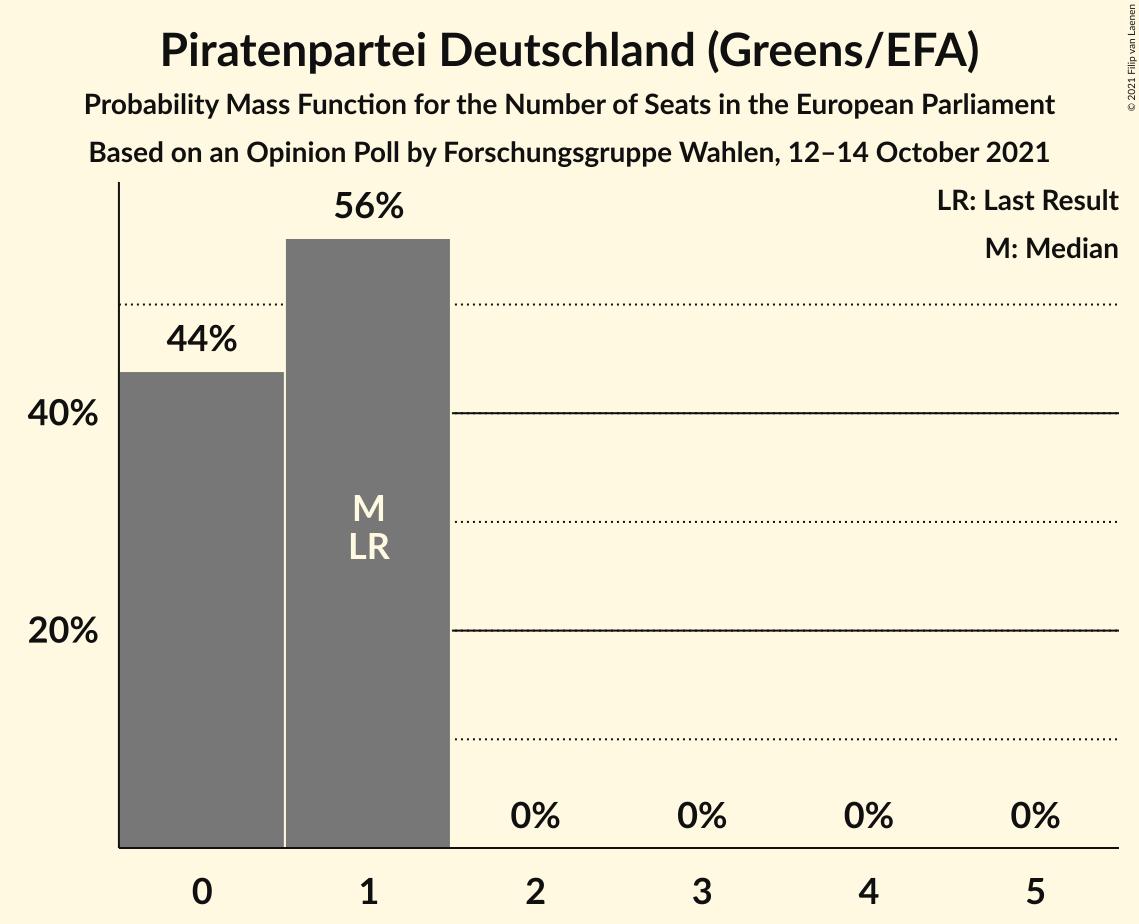 Piratenpartei Deutschland (Greens/EFA)
Probability Mass Function for the Number of Seats in the European Parliament
Based on an Opinion Poll by Forschungsgruppe Wahlen, 12–14 October 2021
© 2021 Filip van Laenen
LR: Last Result
M: Median
56%
44%
40%
20%
M
LR
0% 0% 0% 0%
0 1 2 3 4 5